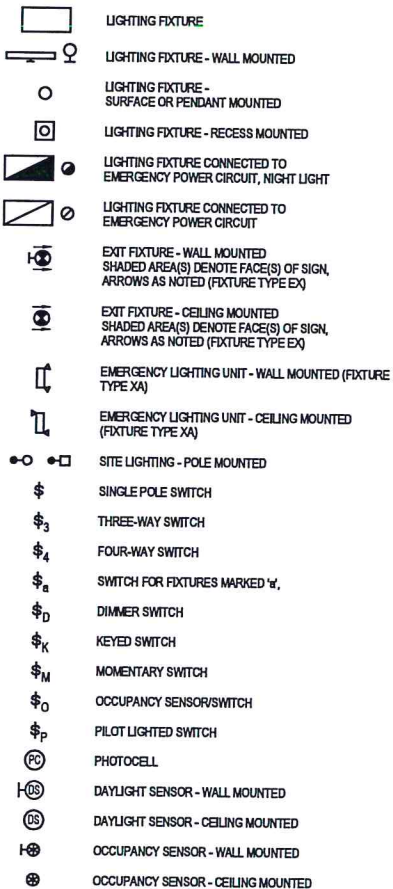 LIGHTING FIXTURE
LIGHTING FIXTURE - WALL MOUNTED
LIGHTING FIXTURE -
SURFACE OR PENDANT MOUNTED
LIGHTING FIXTURE - RECESS MOUNTED
LIGHTING FIXTURE CONNECTED TO
EMERGENCY POWER CIRCUIT, NIGHT LIGHT
LIGHTING FIXTURE CONNECTED TO
EMERGENCY POWER CIRCUIT
EXIT FIXTURE - WALL MOUNTED
SHADED AREA(S) DENOTE FACE(S) OF SIGN,
ARROWS AS NOTED (FIXTURE TYPE EX)
EXIT FIXTURE - CEILING MOUNTED
SHADED AREA(S) DENOTE FACE(S) OF SIGN,
ARROWS AS NOTED (FIXTURE TYPE EX)
EMERGENCY LIGHTING UNIT - WALL MOUNTED (FIXTURE
TYPE XA)
EMERGENCY LIGHTING UNIT - CEILING MOUNTED
(FIXTURE TYPE XA)
SITE LIGHTING - POLE MOUNTED
$ SINGLE POLE SWITCH
$3 THREE-WAY SWITCH
$4 FOUR-WAY SWITCH
$a SWITCH FOR FIXTURES MARKED 'a',
$D DIMMER SWITCH
$K KEYED SWITCH
$M MOMENTARY SWITCH
$O OCCUPANCY SENSOR/SWITCH
$P PILOT LIGHTED SWITCH
PC PHOTOCELL
DS DAYLIGHT SENSOR - WALL MOUNTED
DS DAYLIGHT SENSOR - CEILING MOUNTED
OCCUPANCY SENSOR - WALL MOUNTED
OCCUPANCY SENSOR - CEILING MOUNTED